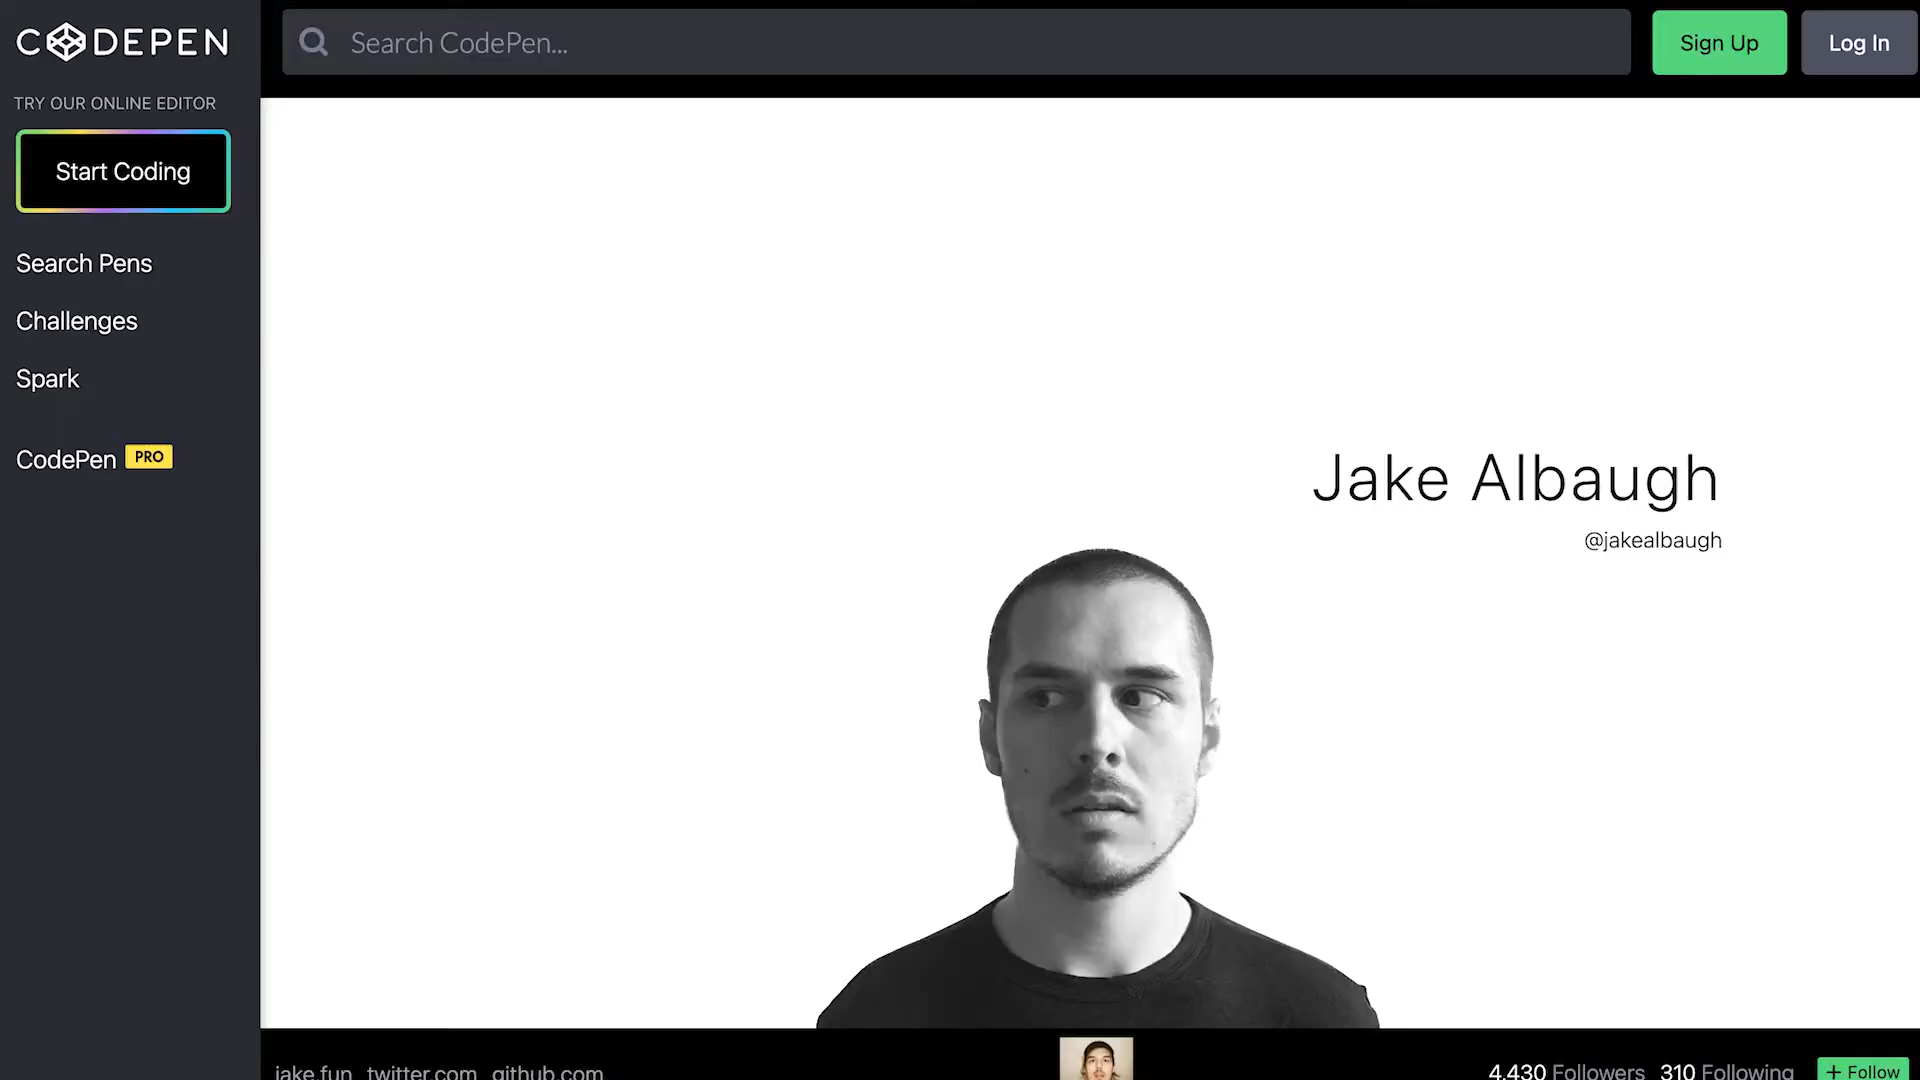 CODEPEN
Search CodePen...
Sign Up
Log In
TRY OUR ONLINE EDITOR
Start Coding
Search Pens
Challenges
Spark
CodePen PRO
Jake Albaugh
@jakealbaugh
jake.fun twitter.com github.com
4,430 Followers 310 Following
+ Follow